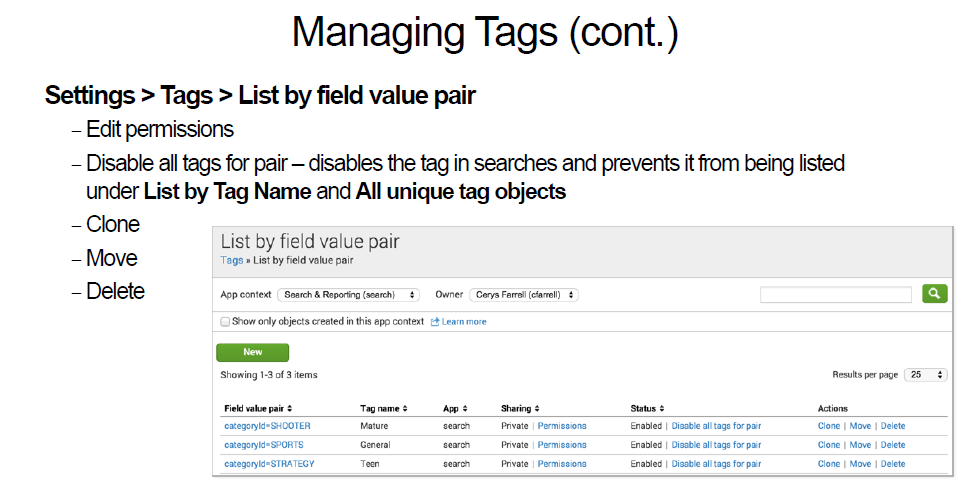 Managing Tags (cont.)
Settings > Tags > List by field value pair
– Edit permissions
– Disable all tags for pair – disables the tag in searches and prevents it from being listed
under List by Tag Name and All unique tag objects
– Clone
– Move
– Delete
List by field value pair
Tags » List by field value pair
App context Search & Reporting (search) Owner Cerys Farrell (cfarrell)
Show only objects created in this app context Learn more
New
Showing 1-3 of 3 items Results per page 25
Field value pair Tag name App Sharing Status Actions
categoryId=SHOOTER Mature search Private | Permissions Enabled | Disable all tags for pair Clone | Move | Delete
categoryId=SPORTS General search Private | Permissions Enabled | Disable all tags for pair Clone | Move | Delete
categoryId=STRATEGY Teen search Private | Permissions Enabled | Disable all tags for pair Clone | Move | Delete